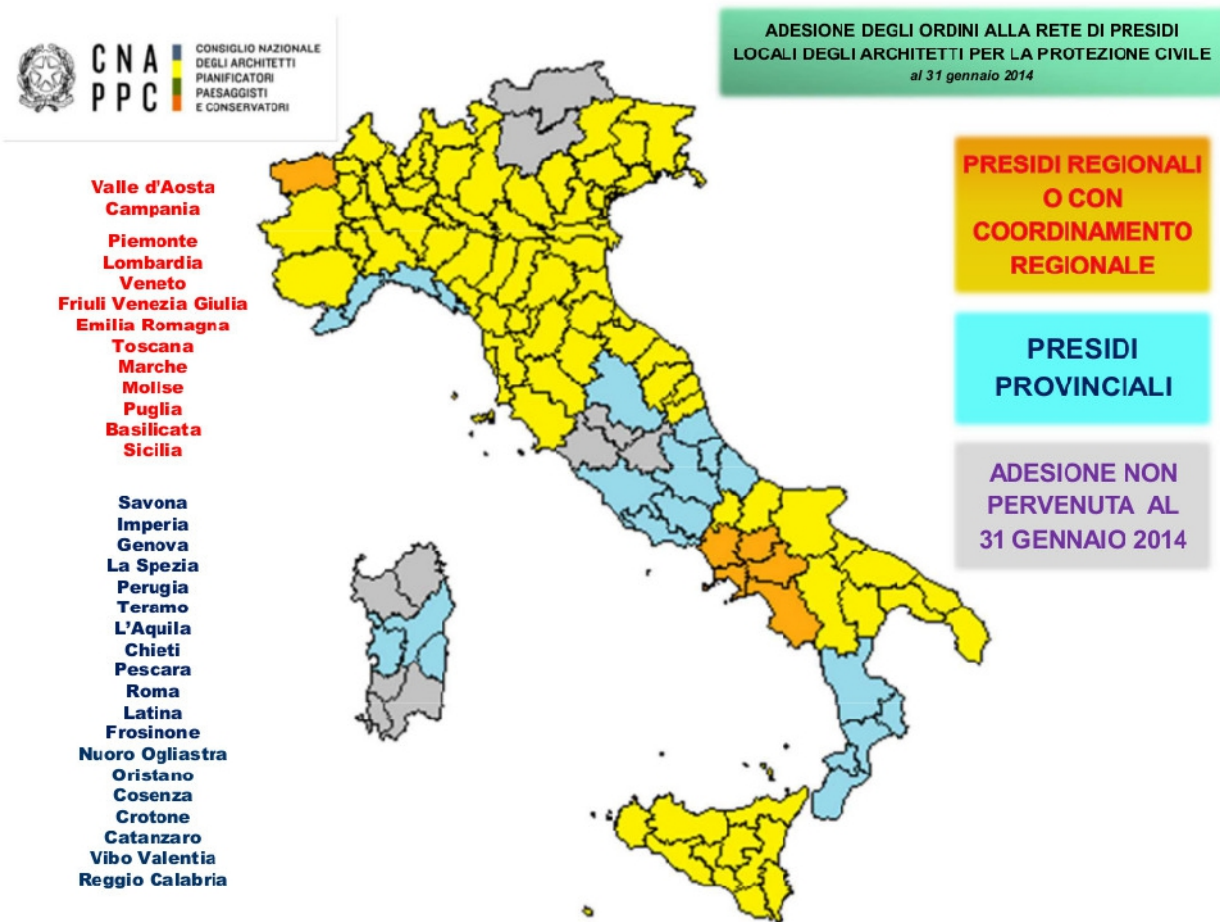 CNA
PPC
CONSIGLIO NAZIONALE
DEGLI ARCHITETTI
PIANIFICATORI
PAESAGGISTI
E CONSERVATORI
ADESIONE DEGLI ORDINI ALLA RETE DI PRESIDI
LOCALI DEGLI ARCHITETTI PER LA PROTEZIONE CIVILE
al 31 gennaio 2014
Valle d'Aosta
Campania
Piemonte
Lombardia
Veneto
Friuli Venezia Giulia
Emilia Romagna
Toscana
Marche
Molise
Puglia
Basilicata
Sicilia
Savona
Imperia
Genova
La Spezia
Perugia
Teramo
L'Aquila
Chieti
Pescara
Roma
Latina
Frosinone
Nuoro Ogliastra
Oristano
Cosenza
Crotone
Catanzaro
Vibo Valentia
Reggio Calabria
PRESIDI REGIONALI
O CON
COORDINAMENTO
REGIONALE
PRESIDI
PROVINCIALI
ADESIONE NON
PERVENUTA AL
31 GENNAIO 2014